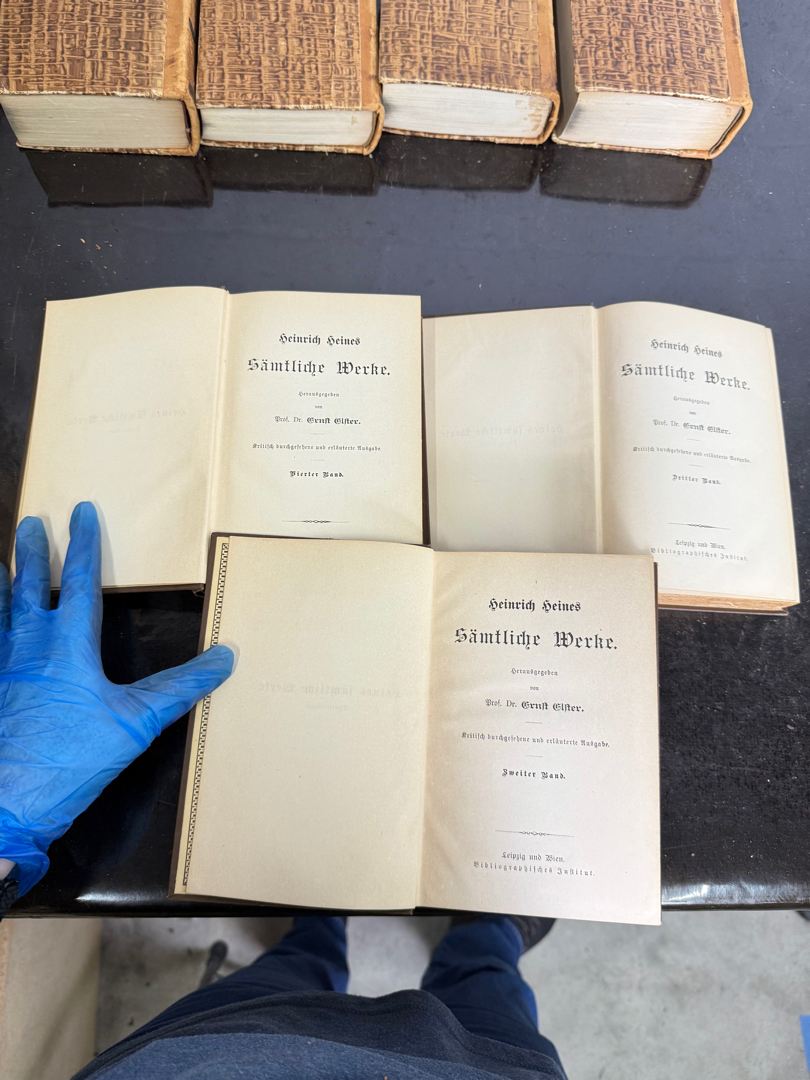 Heinrich Heines
Sämtliche Werke.
Herausgegeben
von
Prof. Dr. Ernst Elster.
Kritisch durchgesehene und erläuterte Ausgabe.
Vierter Band.
Heinrich Heines
Sämtliche Werke.
Herausgegeben
von
Prof. Dr. Ernst Elster.
Kritisch durchgesehene und erläuterte Ausgabe.
Dritter Band.
Leipzig und Wien.
Bibliographisches Institut.
Heinrich Heines
Sämtliche Werke.
Herausgegeben
von
Prof. Dr. Ernst Elster.
Kritisch durchgesehene und erläuterte Ausgabe.
Zweiter Band.
Leipzig und Wien.
Bibliographisches Institut.